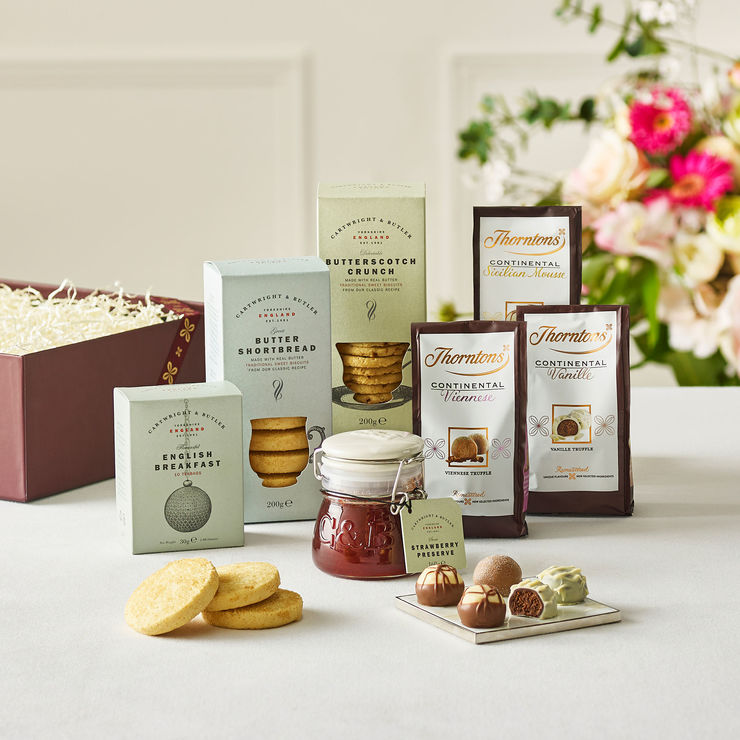 CARTWRIGHT & BUTLER
YORKSHIRE
ENGLAND
EST.1981
ENGLISH
BREAKFAST
10 TEABAGS
30g ℮
CARTWRIGHT & BUTLER
YORKSHIRE
ENGLAND
EST.1981
Great
BUTTER
SHORTBREAD
MADE WITH REAL BUTTER
TRADITIONAL SWEET BISCUITS
FROM OUR CLASSIC RECIPE
200g ℮
CARTWRIGHT & BUTLER
YORKSHIRE
ENGLAND
EST.1981
Delectable
BUTTERSCOTCH
CRUNCH
MADE WITH REAL BUTTER
TRADITIONAL SWEET BISCUITS
FROM OUR CLASSIC RECIPE
200g ℮
C&B
CARTWRIGHT & BUTLER
ENGLAND
STRAWBERRY
PRESERVE
Thorntons
CONTINENTAL
Sicilian Mousse
Thorntons
CONTINENTAL
Viennese
VIENNESE TRUFFLE
Remastered
Thorntons
CONTINENTAL
Vanille
VANILLE TRUFFLE
Remastered